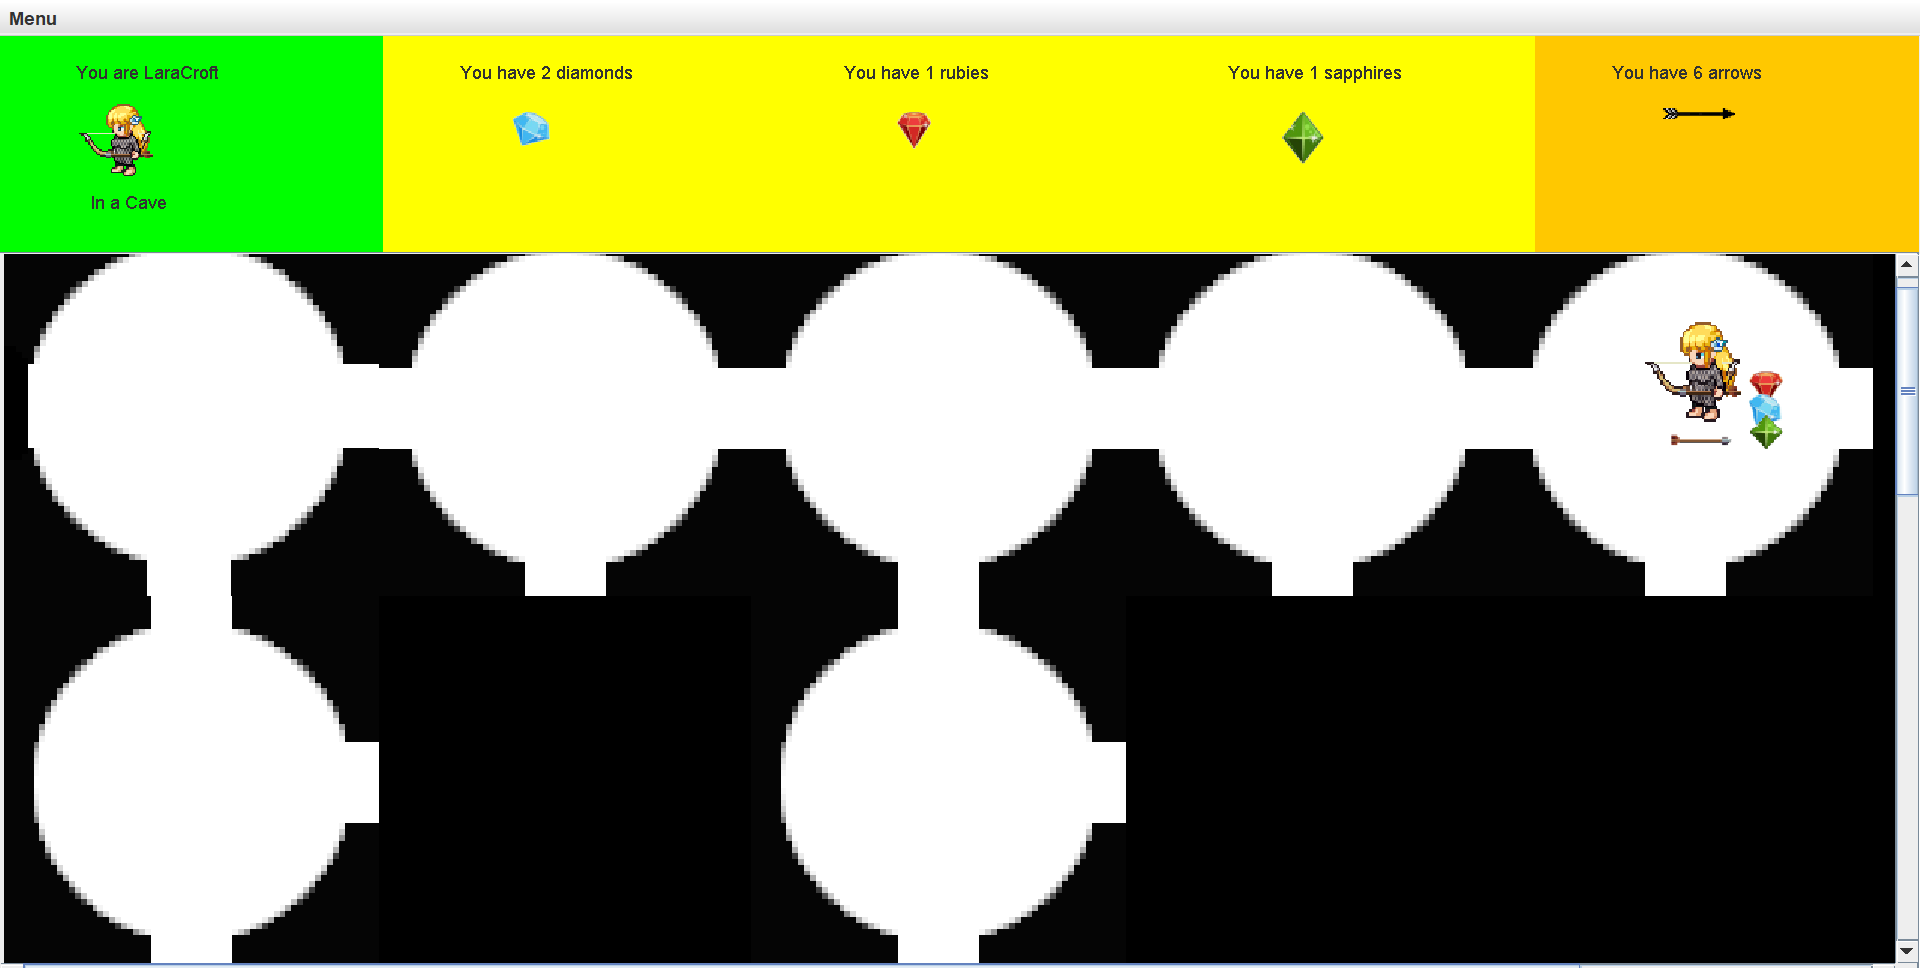 Menu
You are LaraCroft
You have 2 diamonds
You have 1 rubies
You have 1 sapphires
You have 6 arrows
In a Cave